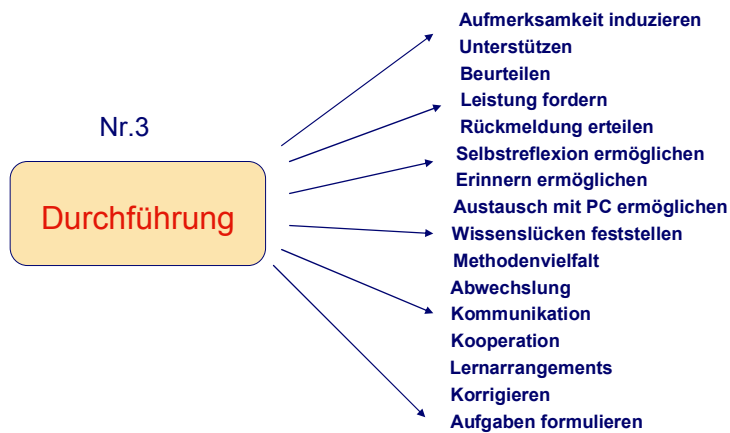 Nr.3
Durchführung
Aufmerksamkeit induzieren
Unterstützen
Beurteilen
Leistung fordern
Rückmeldung erteilen
Selbstreflexion ermöglichen
Erinnern ermöglichen
Austausch mit PC ermöglichen
Wissenslücken feststellen
Methodenvielfalt
Abwechslung
Kommunikation
Kooperation
Lernarrangements
Korrigieren
Aufgaben formulieren